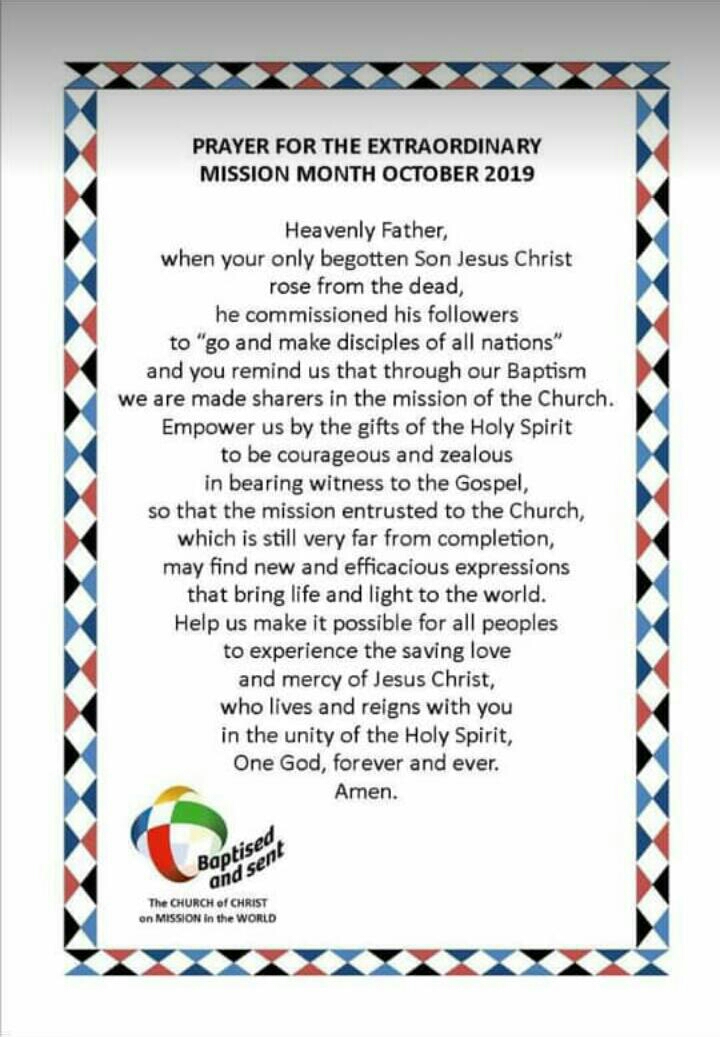 PRAYER FOR THE EXTRAORDINARY
MISSION MONTH OCTOBER 2019
Heavenly Father,
when your only begotten Son Jesus Christ
rose from the dead,
he commissioned his followers
to “go and make disciples of all nations”
and you remind us that through our Baptism
we are made sharers in the mission of the Church.
Empower us by the gifts of the Holy Spirit
to be courageous and zealous
in bearing witness to the Gospel,
so that the mission entrusted to the Church,
which is still very far from completion,
may find new and efficacious expressions
that bring life and light to the world.
Help us make it possible for all peoples
to experience the saving love
and mercy of Jesus Christ,
who lives and reigns with you
in the unity of the Holy Spirit,
One God, forever and ever.
Amen.
Baptised
and sent
The CHURCH of CHRIST
on MISSION in the WORLD